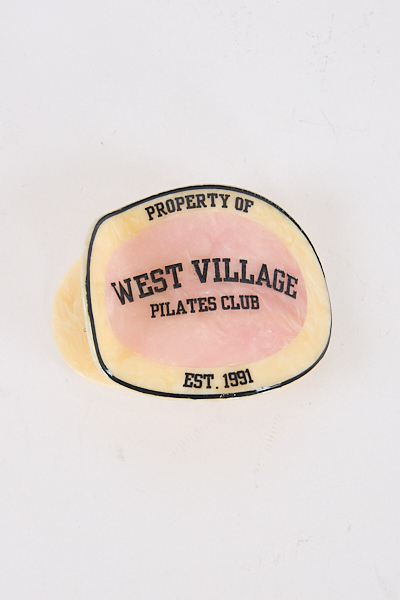 PROPERTY OF
WEST VILLAGE
PILATES CLUB
EST. 1991